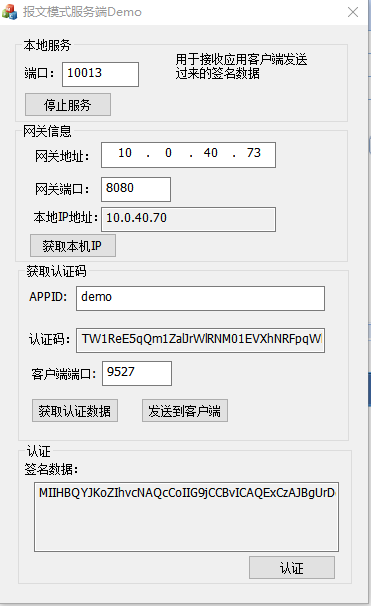 报文模式服务端Demo
本地服务
端口：
10013
用于接收应用客户端发送
过来的签名数据
停止服务
网关信息
网关地址：
10 . 0 . 40 . 73
网关端口：
8080
本地IP地址:
10.0.40.70
获取本机IP
获取认证码
APPID:
demo
认证码：
客户端端口:
9527
获取认证数据
发送到客户端
认证
签名数据：
MIIHBQYJKoZIhvcNAQcCoIIG9jCCBvICAQExCzAJBgUrD
认证